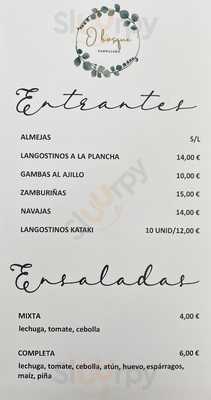 O bosque
Entrantes
ALMEJAS S/L
LANGOSTINOS A LA PLANCHA 14,00 €
GAMBAS AL AJILLO 10,00 €
ZAMBURIÑAS 15,00 €
NAVAJAS 14,00 €
LANGOSTINOS KATAKI 10 UNID/12,00 €
Ensaladas
MIXTA 4,00 €
lechuga, tomate, cebolla
COMPLETA 6,00 €
lechuga, tomate, cebolla, atún, huevo, espárragos,
maíz, piña